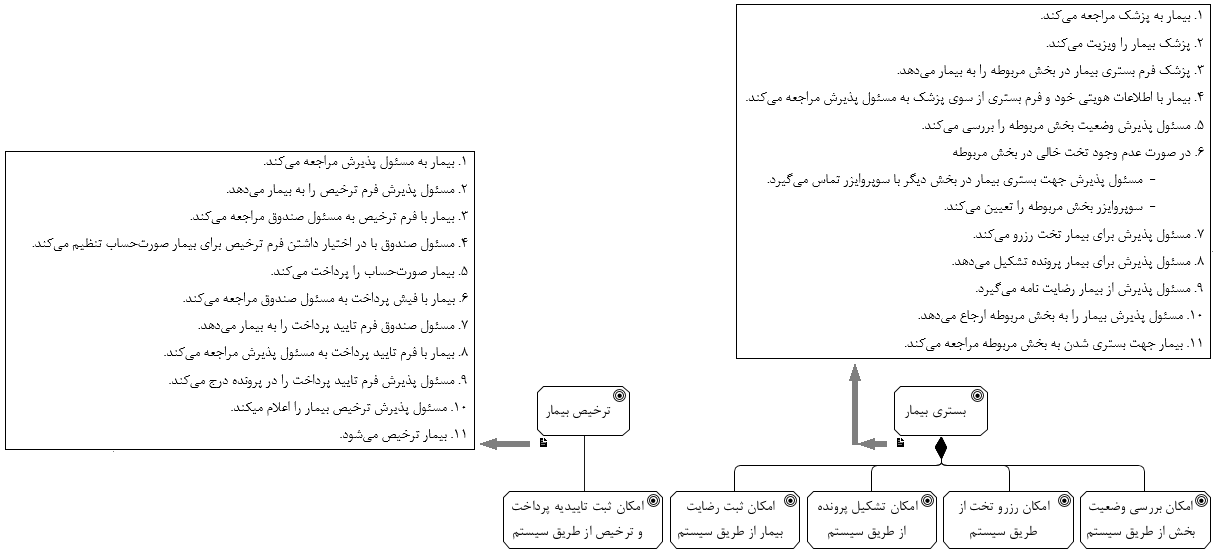 ۱. بیمار به پزشک مراجعه می‌کند.
۲. پزشک بیمار را ویزیت می‌کند.
۳. پزشک فرم بستری بیمار در بخش مربوطه را به بیمار می‌دهد.
۴. بیمار با اطلاعات هویتی خود و فرم بستری از سوی پزشک به مسئول پذیرش مراجعه می‌کند.
۵. مسئول پذیرش وضعیت بخش مربوطه را بررسی می‌کند.
۶. در صورت عدم وجود تخت خالی در بخش مربوطه
- مسئول پذیرش جهت بستری بیمار در بخش دیگر با سوپروایزر تماس می‌گیرد.
- سوپروایزر بخش مربوطه را تعیین می‌کند.
۷. مسئول پذیرش برای بیمار تخت رزرو می‌کند.
۸. مسئول پذیرش برای بیمار پرونده تشکیل می‌دهد.
۹. مسئول پذیرش از بیمار رضایت نامه می‌گیرد.
۱۰. مسئول پذیرش بیمار را به بخش مربوطه ارجاع می‌دهد.
۱۱. بیمار جهت بستری شدن به بخش مربوطه مراجعه می‌کند.
۱. بیمار به مسئول پذیرش مراجعه می‌کند.
۲. مسئول پذیرش فرم ترخیص را به بیمار می‌دهد.
۳. بیمار با فرم ترخیص به مسئول صندوق مراجعه می‌کند.
۴. مسئول صندوق با در اختیار داشتن فرم ترخیص برای بیمار صورت‌حساب تنظیم می‌کند.
۵. بیمار صورت‌حساب را پرداخت می‌کند.
۶. بیمار با فیش پرداخت به مسئول صندوق مراجعه می‌کند.
۷. مسئول صندوق فرم تایید پرداخت را به بیمار می‌دهد.
۸. بیمار با فرم تایید پرداخت به مسئول پذیرش مراجعه می‌کند.
۹. مسئول پذیرش فرم تایید پرداخت را در پرونده درج می‌کند.
۱۰. مسئول پذیرش ترخیص بیمار را اعلام میکند.
۱۱. بیمار ترخیص می‌شود.
بستری بیمار
ترخیص بیمار
امکان بررسی وضعیت
بخش از طریق سیستم
امکان رزرو تخت از
طریق سیستم
امکان تشکیل پرونده
از طریق سیستم
امکان ثبت رضایت
بیمار از طریق سیستم
امکان ثبت تاییدیه پرداخت
و ترخیص از طریق سیستم